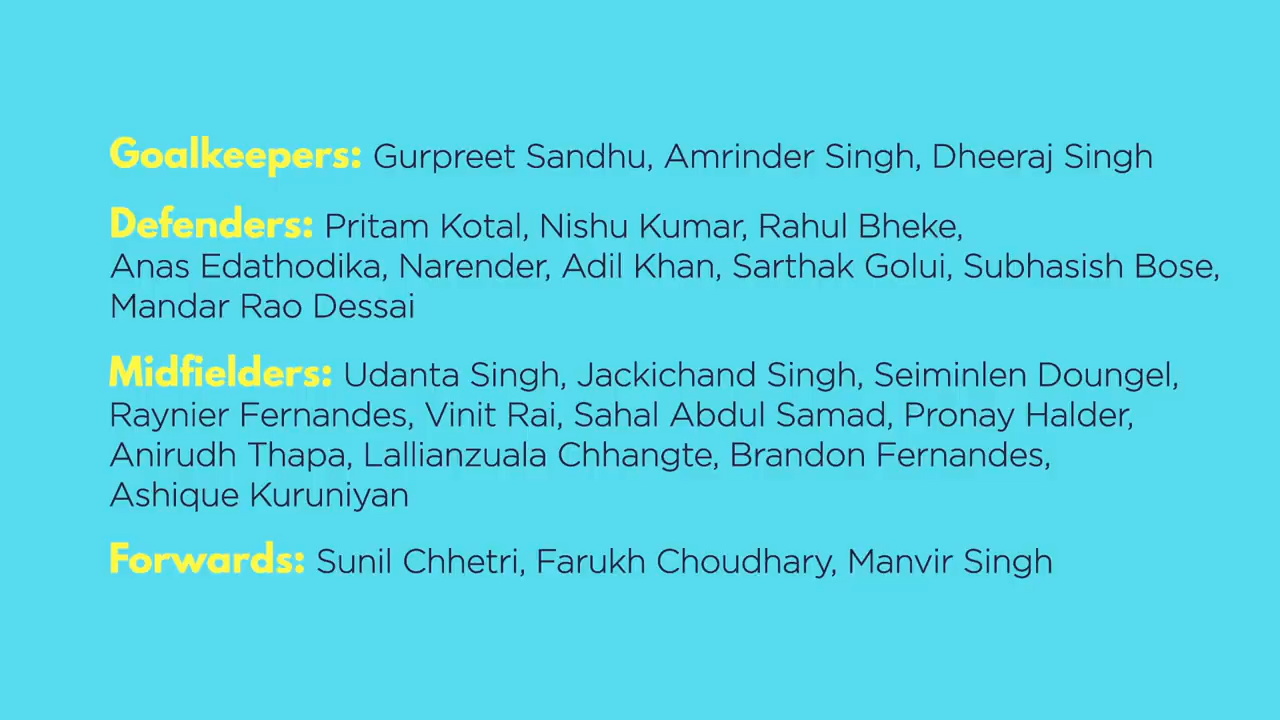 Goalkeepers: Gurpreet Sandhu, Amrinder Singh, Dheeraj Singh
Defenders: Pritam Kotal, Nishu Kumar, Rahul Bheke,
Anas Edathodika, Narender, Adil Khan, Sarthak Golui, Subhasish Bose,
Mandar Rao Dessai
Midfielders: Udanta Singh, Jackichand Singh, Seiminlen Doungel,
Raynier Fernandes, Vinit Rai, Sahal Abdul Samad, Pronay Halder,
Anirudh Thapa, Lallianzuala Chhangte, Brandon Fernandes,
Ashique Kuruniyan
Forwards: Sunil Chhetri, Farukh Choudhary, Manvir Singh